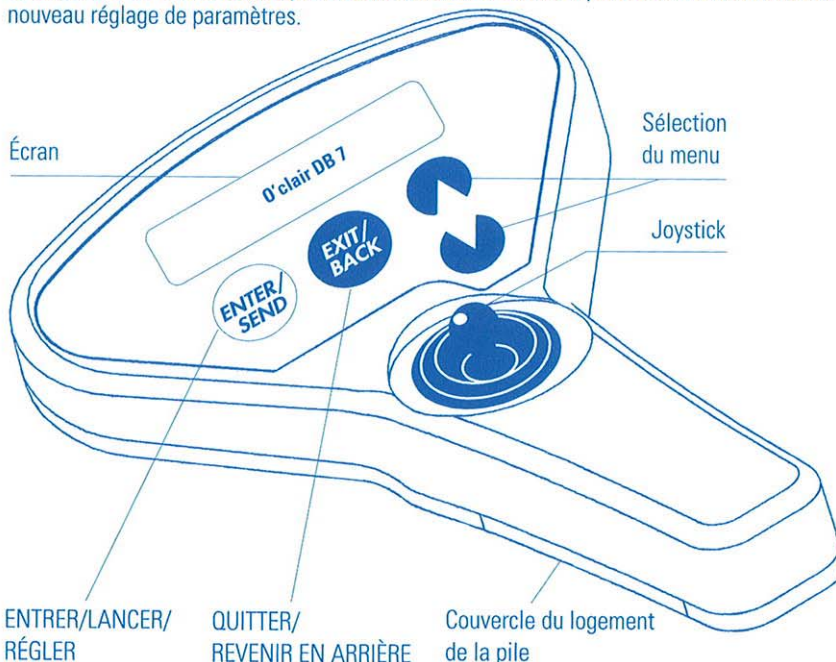 nouveau réglage de paramètres.
Écran
Sélection
du menu
O'clair DB 7
EXIT/
BACK
Joystick
ENTER/
SEND
ENTRER/LANCER/
RÉGLER
QUITTER/
REVENIR EN ARRIÈRE
Couvercle du logement
de la pile